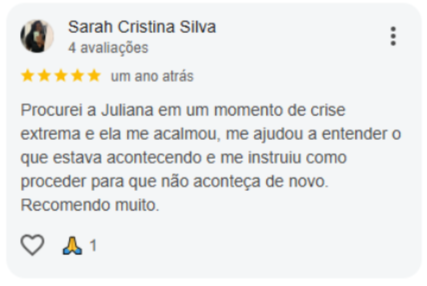 Sarah Cristina Silva
4 avaliações
um ano atrás
Procurei a Juliana em um momento de crise
extrema e ela me acalmou, me ajudou a entender o
que estava acontecendo e me instruiu como
proceder para que não aconteça de novo.
Recomendo muito.
1